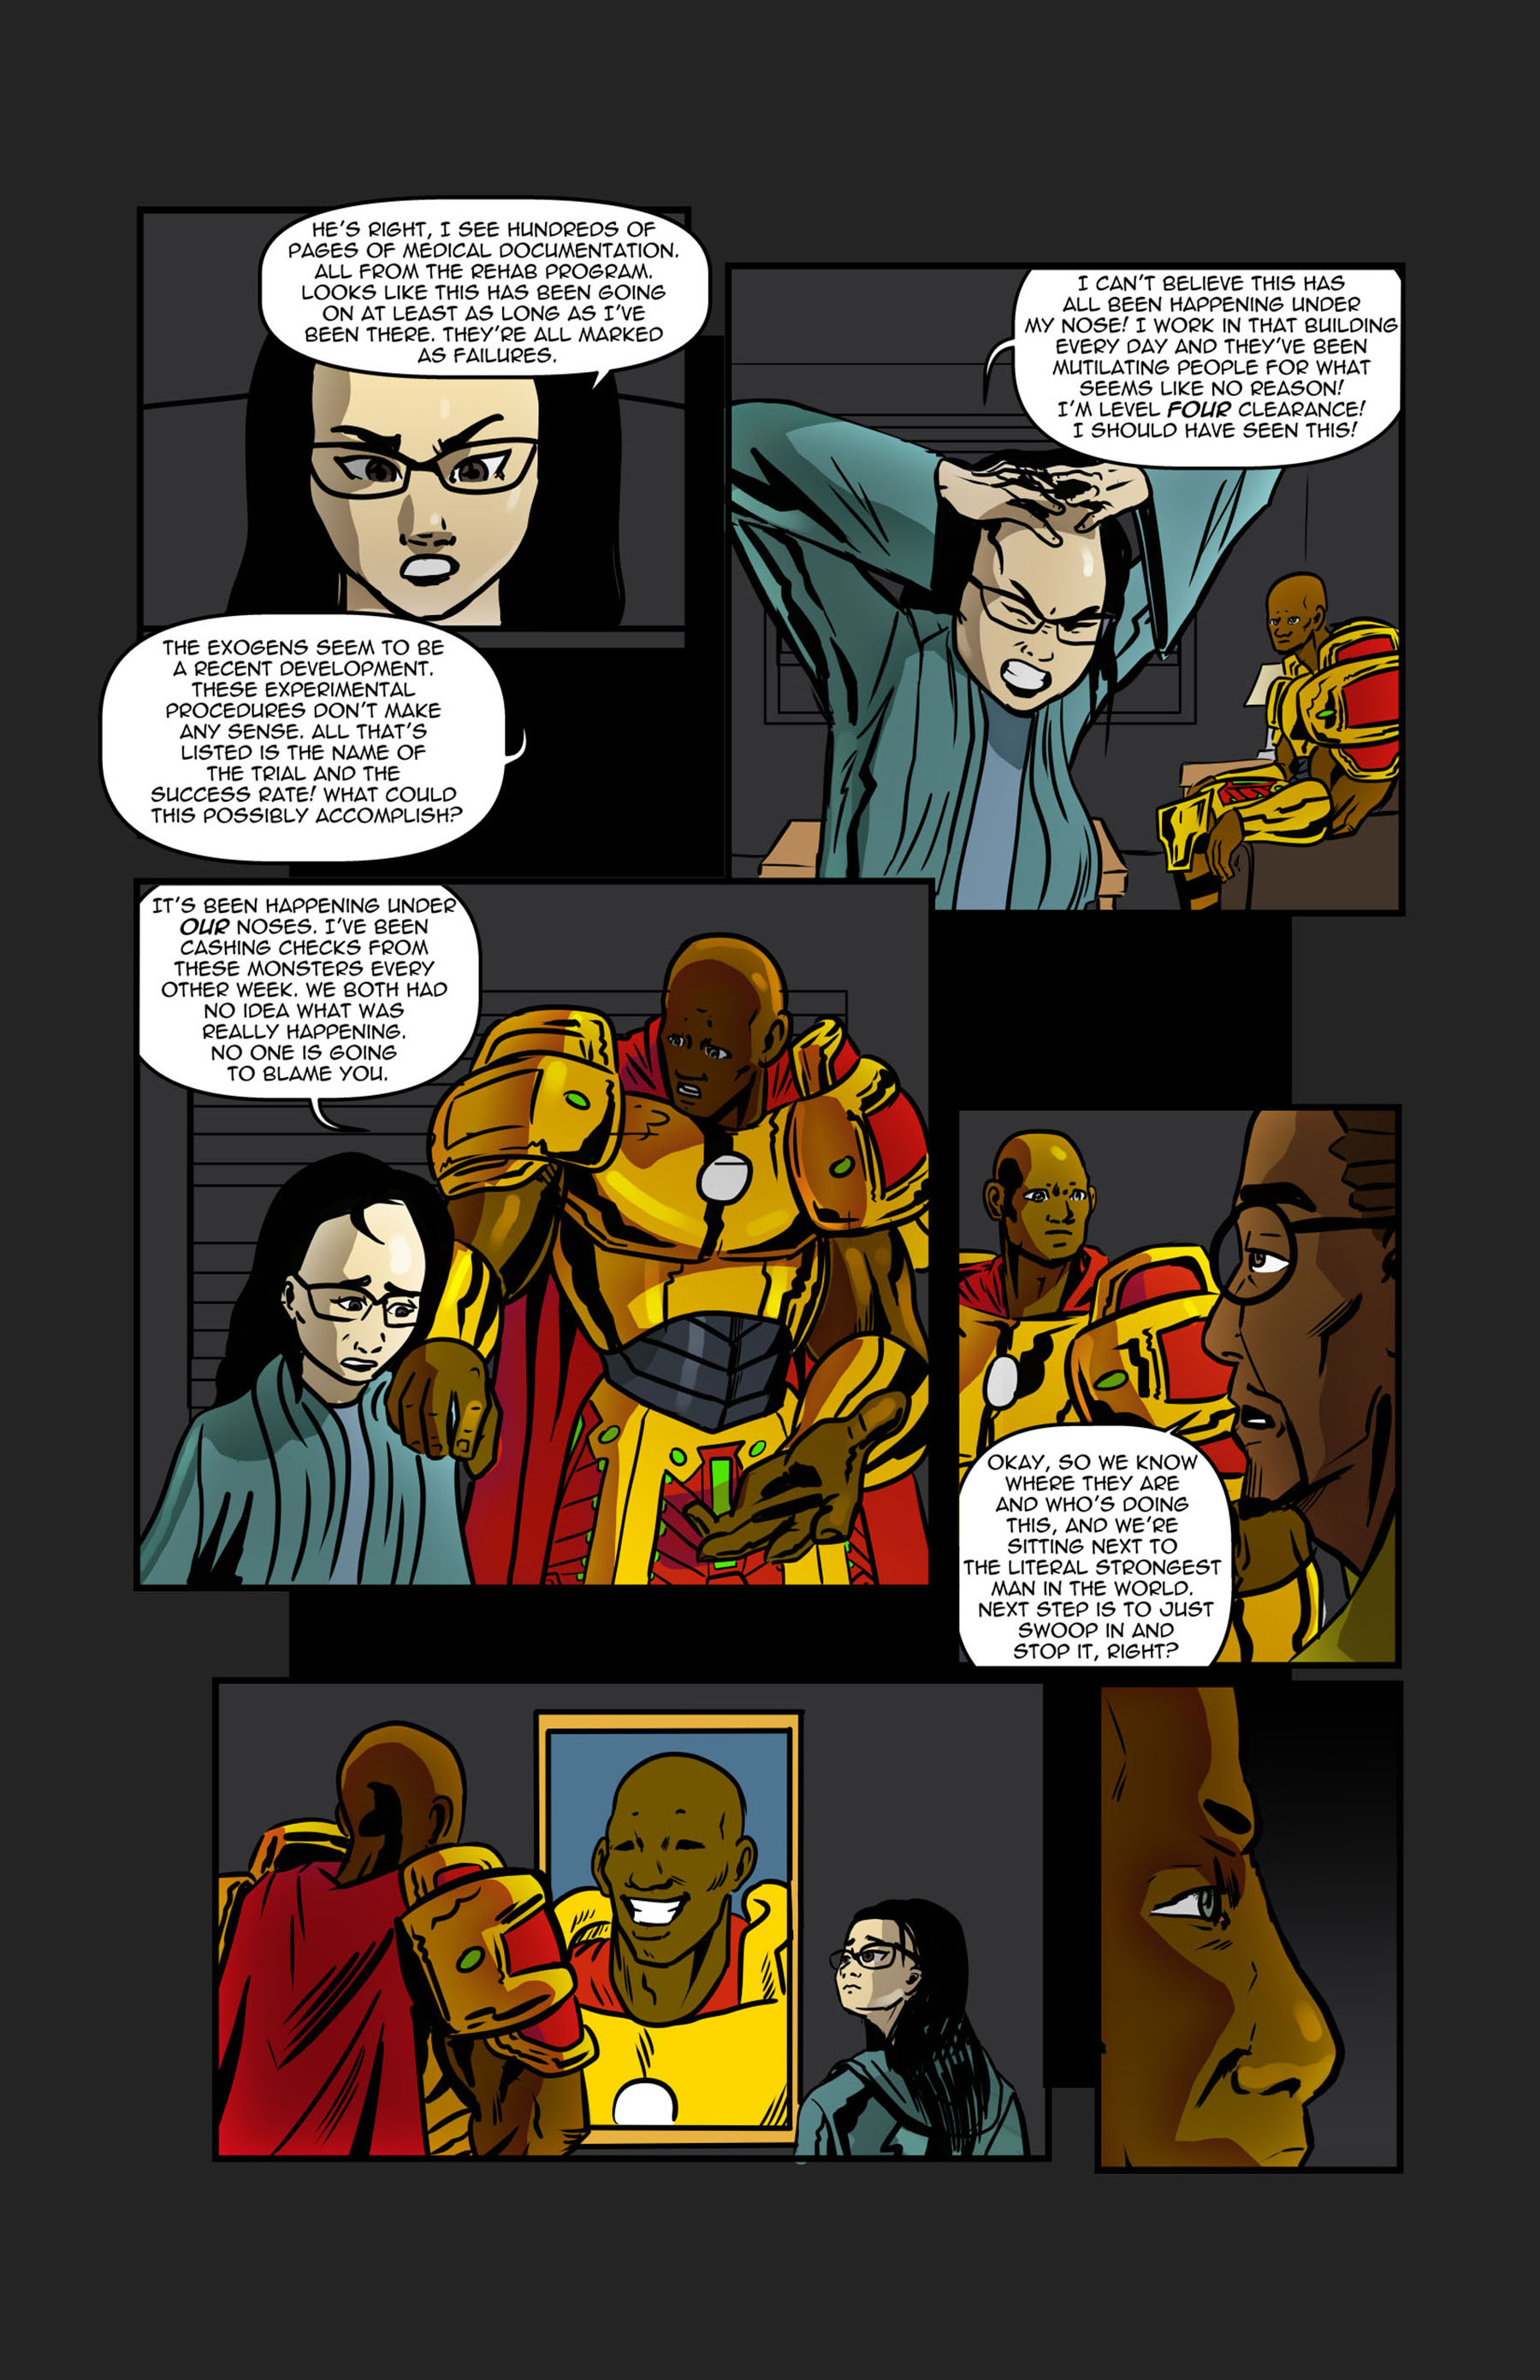 HE'S RIGHT, I SEE HUNDREDS OF
PAGES OF MEDICAL DOCUMENTATION.
ALL FROM THE REHAB PROGRAM.
LOOKS LIKE THIS HAS BEEN GOING
ON AT LEAST AS LONG AS I'VE
BEEN THERE. THEY'RE ALL MARKED
AS FAILURES.
THE EXOGENS SEEM TO BE
A RECENT DEVELOPMENT.
THESE EXPERIMENTAL
PROCEDURES DON'T MAKE
ANY SENSE. ALL THAT'S
LISTED IS THE NAME OF
THE TRIAL AND THE
SUCCESS RATE! WHAT COULD
THIS POSSIBLY ACCOMPLISH?
I CAN'T BELIEVE THIS HAS
ALL BEEN HAPPENING UNDER
MY NOSE! I WORK IN THAT BUILDING
EVERY DAY AND THEY'VE BEEN
MUTILATING PEOPLE FOR WHAT
SEEMS LIKE NO REASON!
I'M LEVEL FOUR CLEARANCE!
I SHOULD HAVE SEEN THIS!
IT'S BEEN HAPPENING UNDER
OUR NOSES. I'VE BEEN
CASHING CHECKS FROM
THESE MONSTERS EVERY
OTHER WEEK. WE BOTH HAD
NO IDEA WHAT WAS
REALLY HAPPENING.
NO ONE IS GOING
TO BLAME YOU.
OKAY, SO WE KNOW
WHERE THEY ARE
AND WHO'S DOING
THIS, AND WE'RE
SITTING NEXT TO
THE LITERAL STRONGEST
MAN IN THE WORLD.
NEXT STEP IS TO JUST
SWOOP IN AND
STOP IT, RIGHT?